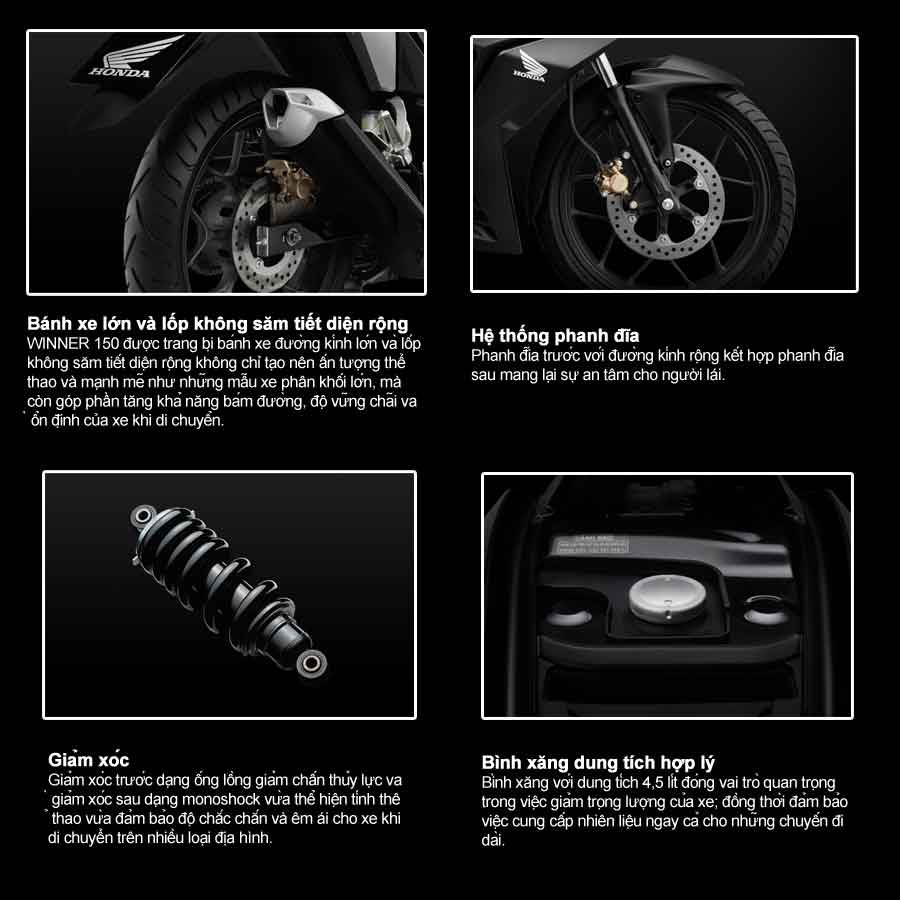 HONDA
HONDA
Bánh xe lớn và lốp không săm tiết diện rộng
WINNER 150 được trang bị bánh xe đường kính lớn và lốp
không săm tiết diện rộng không chỉ tạo nên ấn tượng thể
thao và mạnh mẽ như những mẫu xe phân khối lớn, mà
còn góp phần tăng khả năng bám đường, độ vững chãi và
ổn định của xe khi di chuyển.
Hệ thống phanh đĩa
Phanh đĩa trước với đường kính rộng kết hợp phanh đĩa
sau mang lại sự an tâm cho người lái.
Giảm xóc
Giảm xóc trước dạng ống lồng giảm chấn thủy lực và
giảm xóc sau dạng monoshock vừa thể hiện tính thể
thao vừa đảm bảo độ chắc chắn và êm ái cho xe khi
di chuyển trên nhiều loại địa hình.
Bình xăng dung tích hợp lý
Bình xăng với dung tích 4,5 lít đóng vai trò quan trọng
trong việc giảm trọng lượng của xe; đồng thời đảm bảo
việc cung cấp nhiên liệu ngay cả cho những chuyến đi
dài.